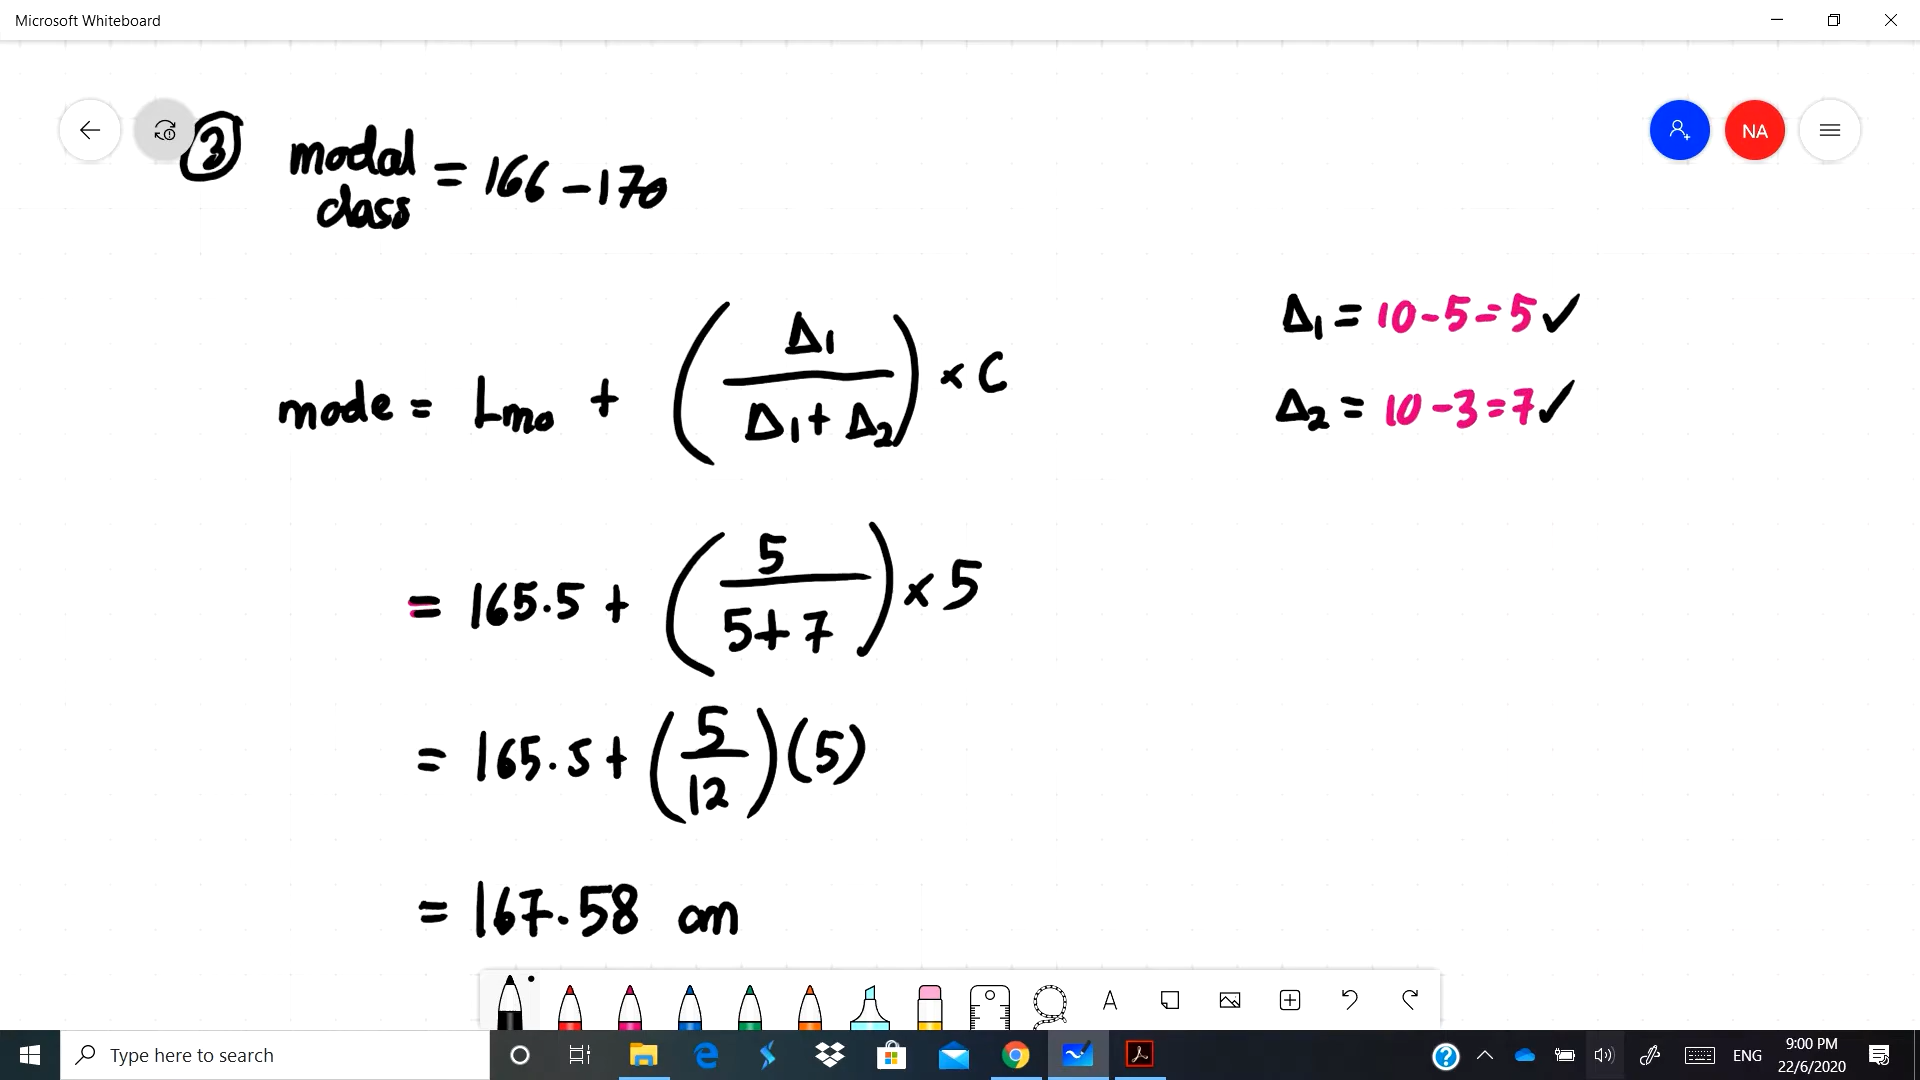 Microsoft Whiteboard
NA
3 modal class = 166 - 170
mode = Lmo + (Δ1 / (Δ1 + Δ2)) × C
Δ1 = 10 - 5 = 5 ✓
Δ2 = 10 - 3 = 7 ✓
= 165.5 + (5 / (5 + 7)) × 5
= 165.5 + (5/12)(5)
= 167.58 cm
A
Type here to search
ENG
9:00 PM
22/6/2020